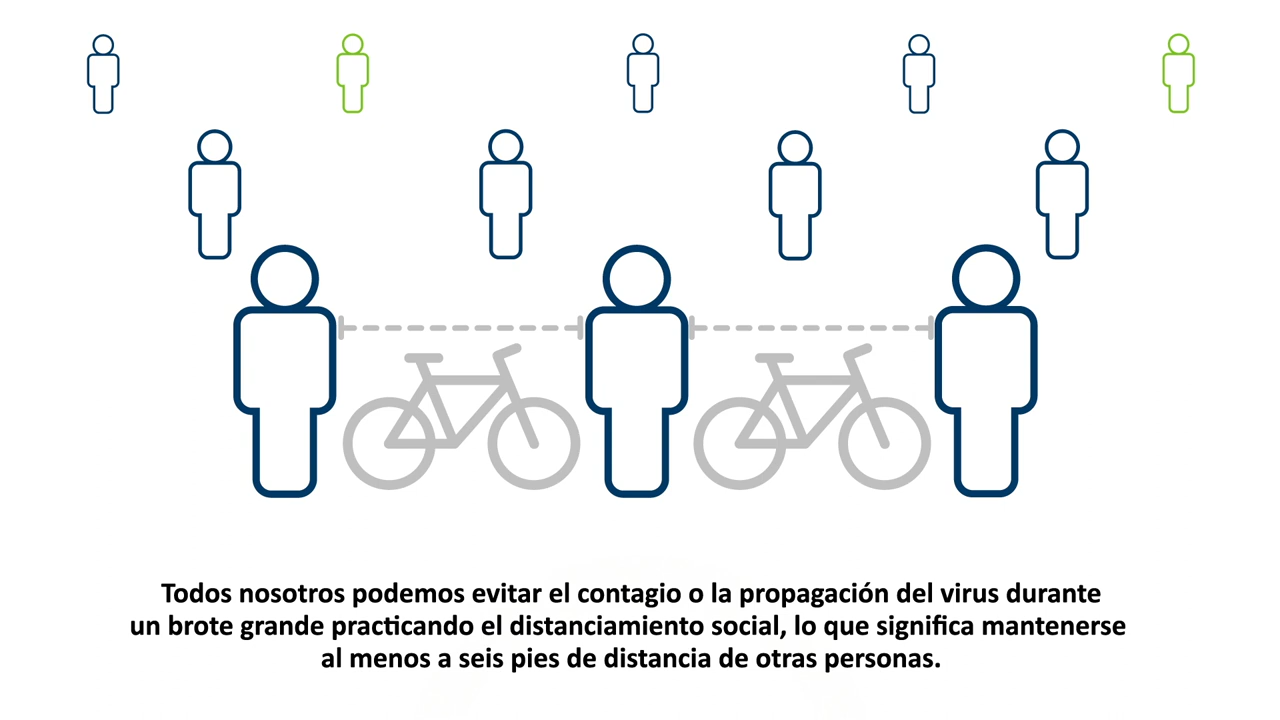 Todos nosotros podemos evitar el contagio o la propagación del virus durante
un brote grande practicando el distanciamiento social, lo que significa mantenerse
al menos a seis pies de distancia de otras personas.